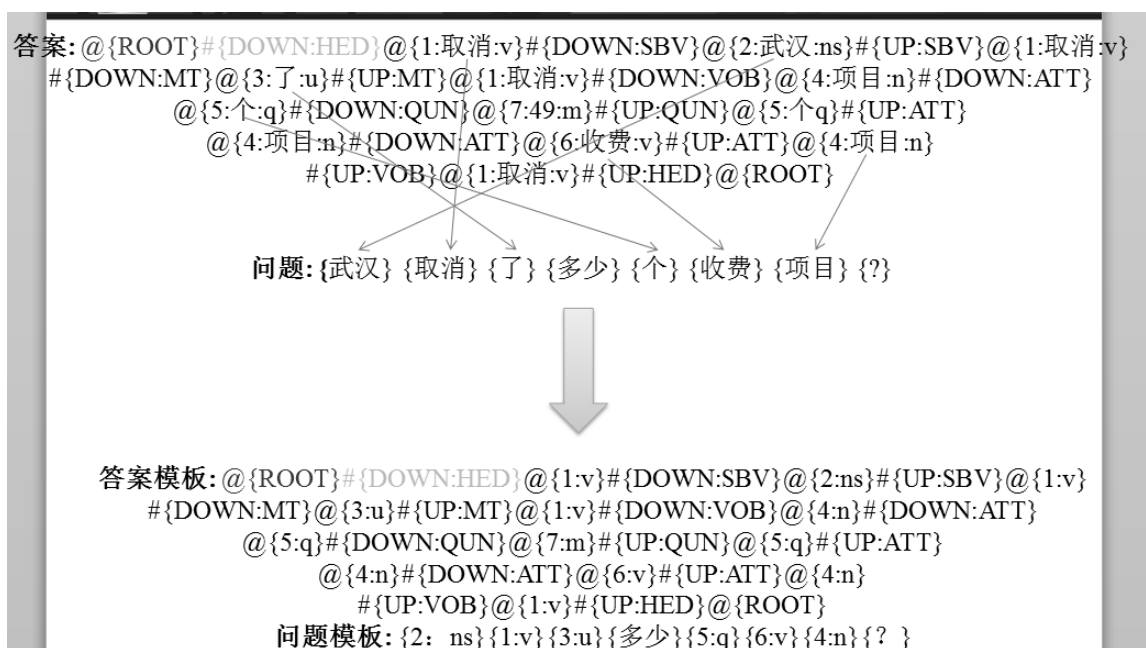 答案: @{ROOT}#{DOWN:HED}@{1:取消:v}#{DOWN:SBV}@{2:武汉:ns}#{UP:SBV}@{1:取消:v}
#{DOWN:MT}@{3:了:u}#{UP:MT}@{1:取消:v}#{DOWN:VOB}@{4:项目:n}#{DOWN:ATT}
@{5:个:q}#{DOWN:QUN}@{7:49:m}#{UP:QUN}@{5:个q}#{UP:ATT}
@{4:项目:n}#{DOWN:ATT}@{6:收费:v}#{UP:ATT}@{4:项目:n}
#{UP:VOB}@{1:取消:v}#{UP:HED}@{ROOT}
问题: {武汉} {取消} {了} {多少} {个} {收费} {项目} {?}
答案模板: @{ROOT}#{DOWN:HED}@{1:v}#{DOWN:SBV}@{2:ns}#{UP:SBV}@{1:v}
#{DOWN:MT}@{3:u}#{UP:MT}@{1:v}#{DOWN:VOB}@{4:n}#{DOWN:ATT}
@{5:q}#{DOWN:QUN}@{7:m}#{UP:QUN}@{5:q}#{UP:ATT}
@{4:n}#{DOWN:ATT}@{6:v}#{UP:ATT}@{4:n}
#{UP:VOB}@{1:v}#{UP:HED}@{ROOT}
问题模板: {2：ns}{1:v}{3:u}{多少}{5:q}{6:v}{4:n}{？}